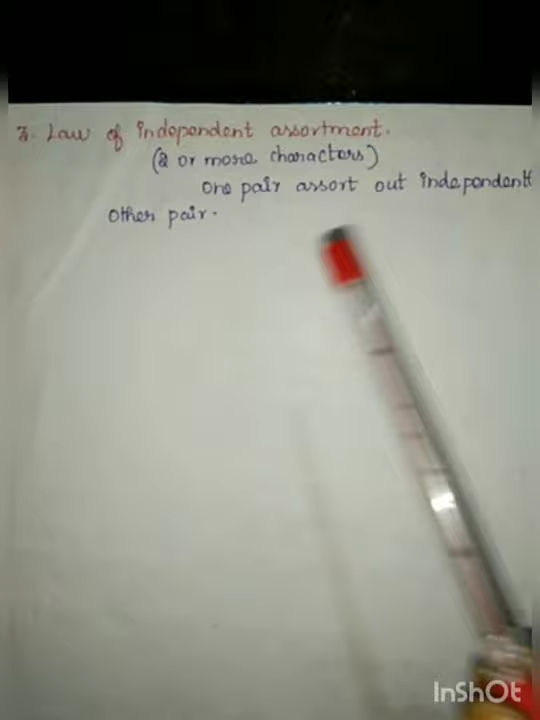 3. Law of independent assortment.
(2 or more characters)
One pair assort out independent
Other pair.
InShOt